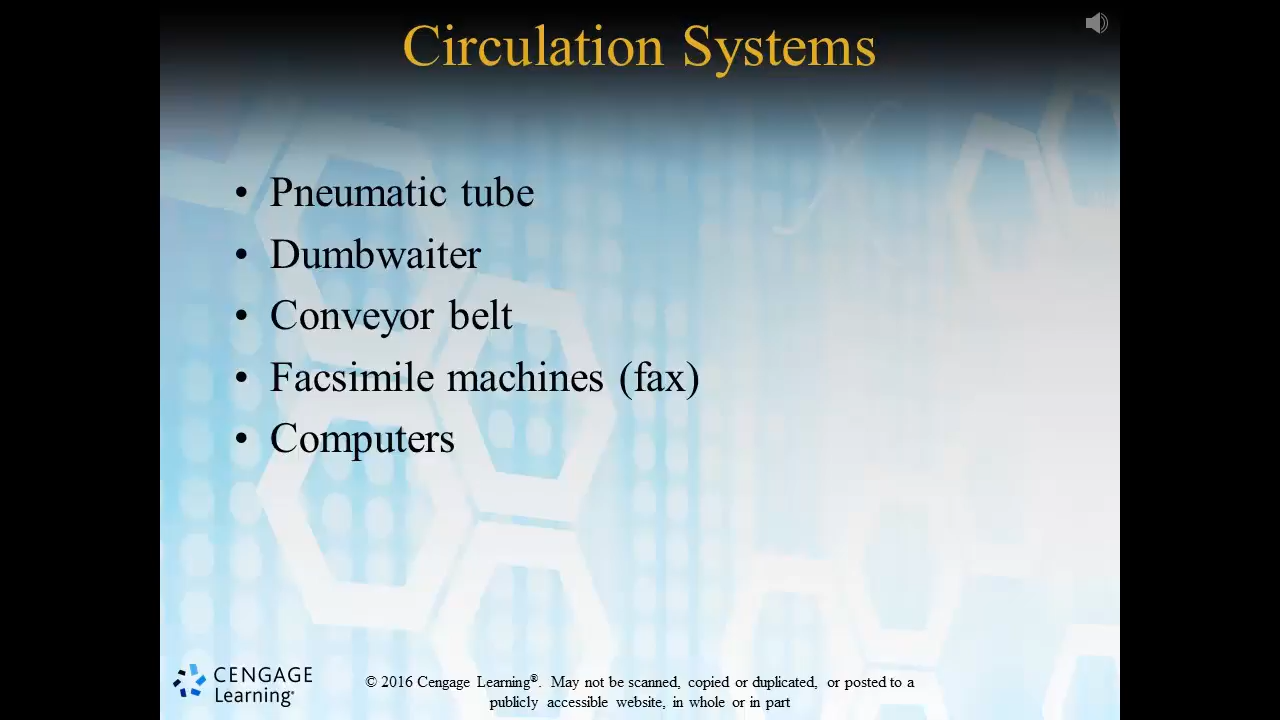 Circulation Systems
• Pneumatic tube
• Dumbwaiter
• Conveyor belt
• Facsimile machines (fax)
• Computers
CENGAGE
Learning®
© 2016 Cengage Learning®. May not be scanned, copied or duplicated, or posted to a
publicly accessible website, in whole or in part